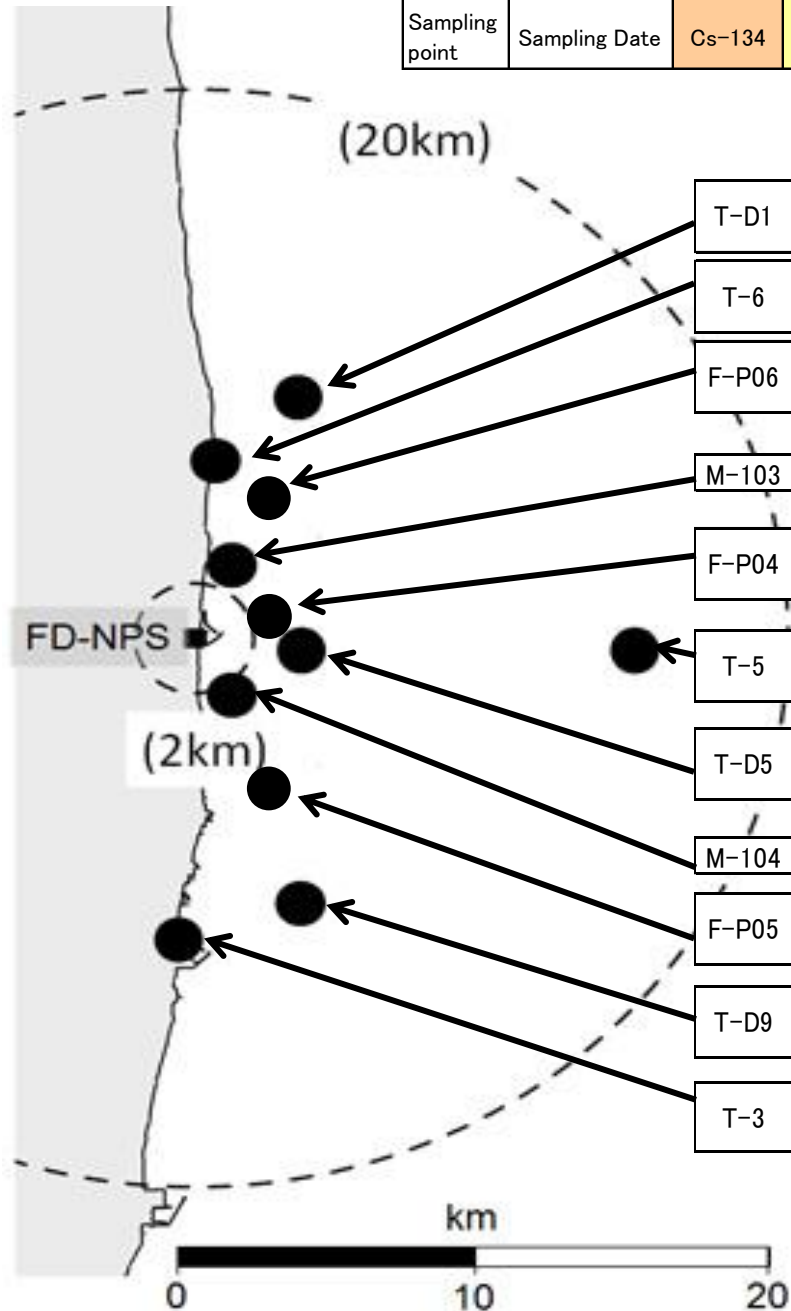 Sampling
point
Sampling Date
Cs-134
(20km)
T-D1
T-6
F-P06
M-103
F-P04
FD-NPS
T-5
(2km)
T-D5
M-104
F-P05
T-D9
T-3
km
0
10
20